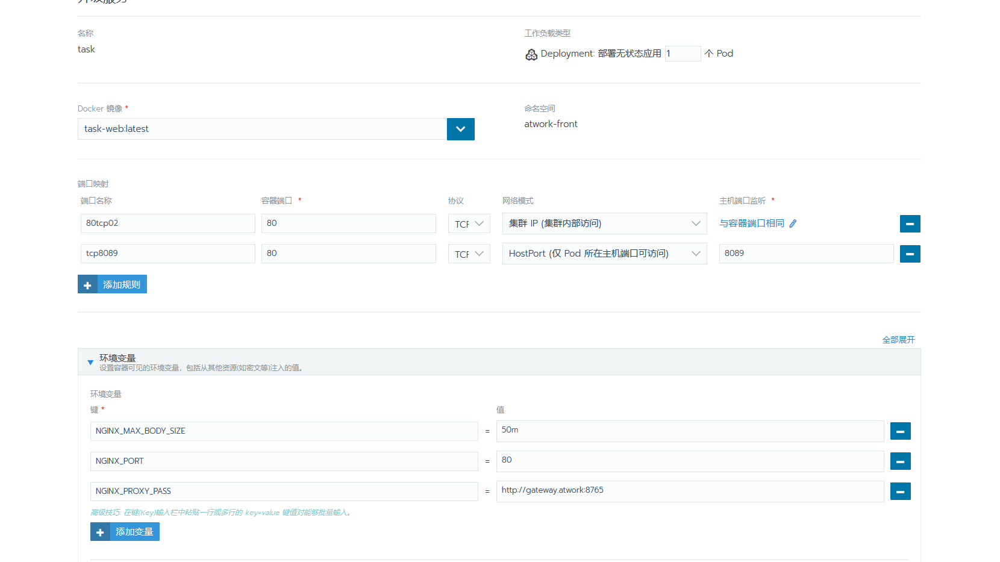 升级服务
名称
工作负载类型
task
Deployment: 部署无状态应用 1 个 Pod
Docker 镜像 *
命名空间
task-web:latest
atwork-front
端口映射
端口名称 容器端口 * 协议 网络模式 主机端口监听 *
80tcp02 80 TCP 集群 IP (集群内部访问) 与容器端口相同
tcp8089 80 TCP HostPort (仅 Pod 所在主机端口可访问) 8089
添加规则
全部展开
环境变量
设置容器可见的环境变量，包括从其他资源(如密文等)注入的值。
环境变量
键 * 值
NGINX_MAX_BODY_SIZE = 50m
NGINX_PORT = 80
NGINX_PROXY_PASS = http://gateway.atwork:8765
高级技巧: 在键(Key)输入栏中粘贴一行或多行的 key=value 键值对能够批量输入。
添加变量